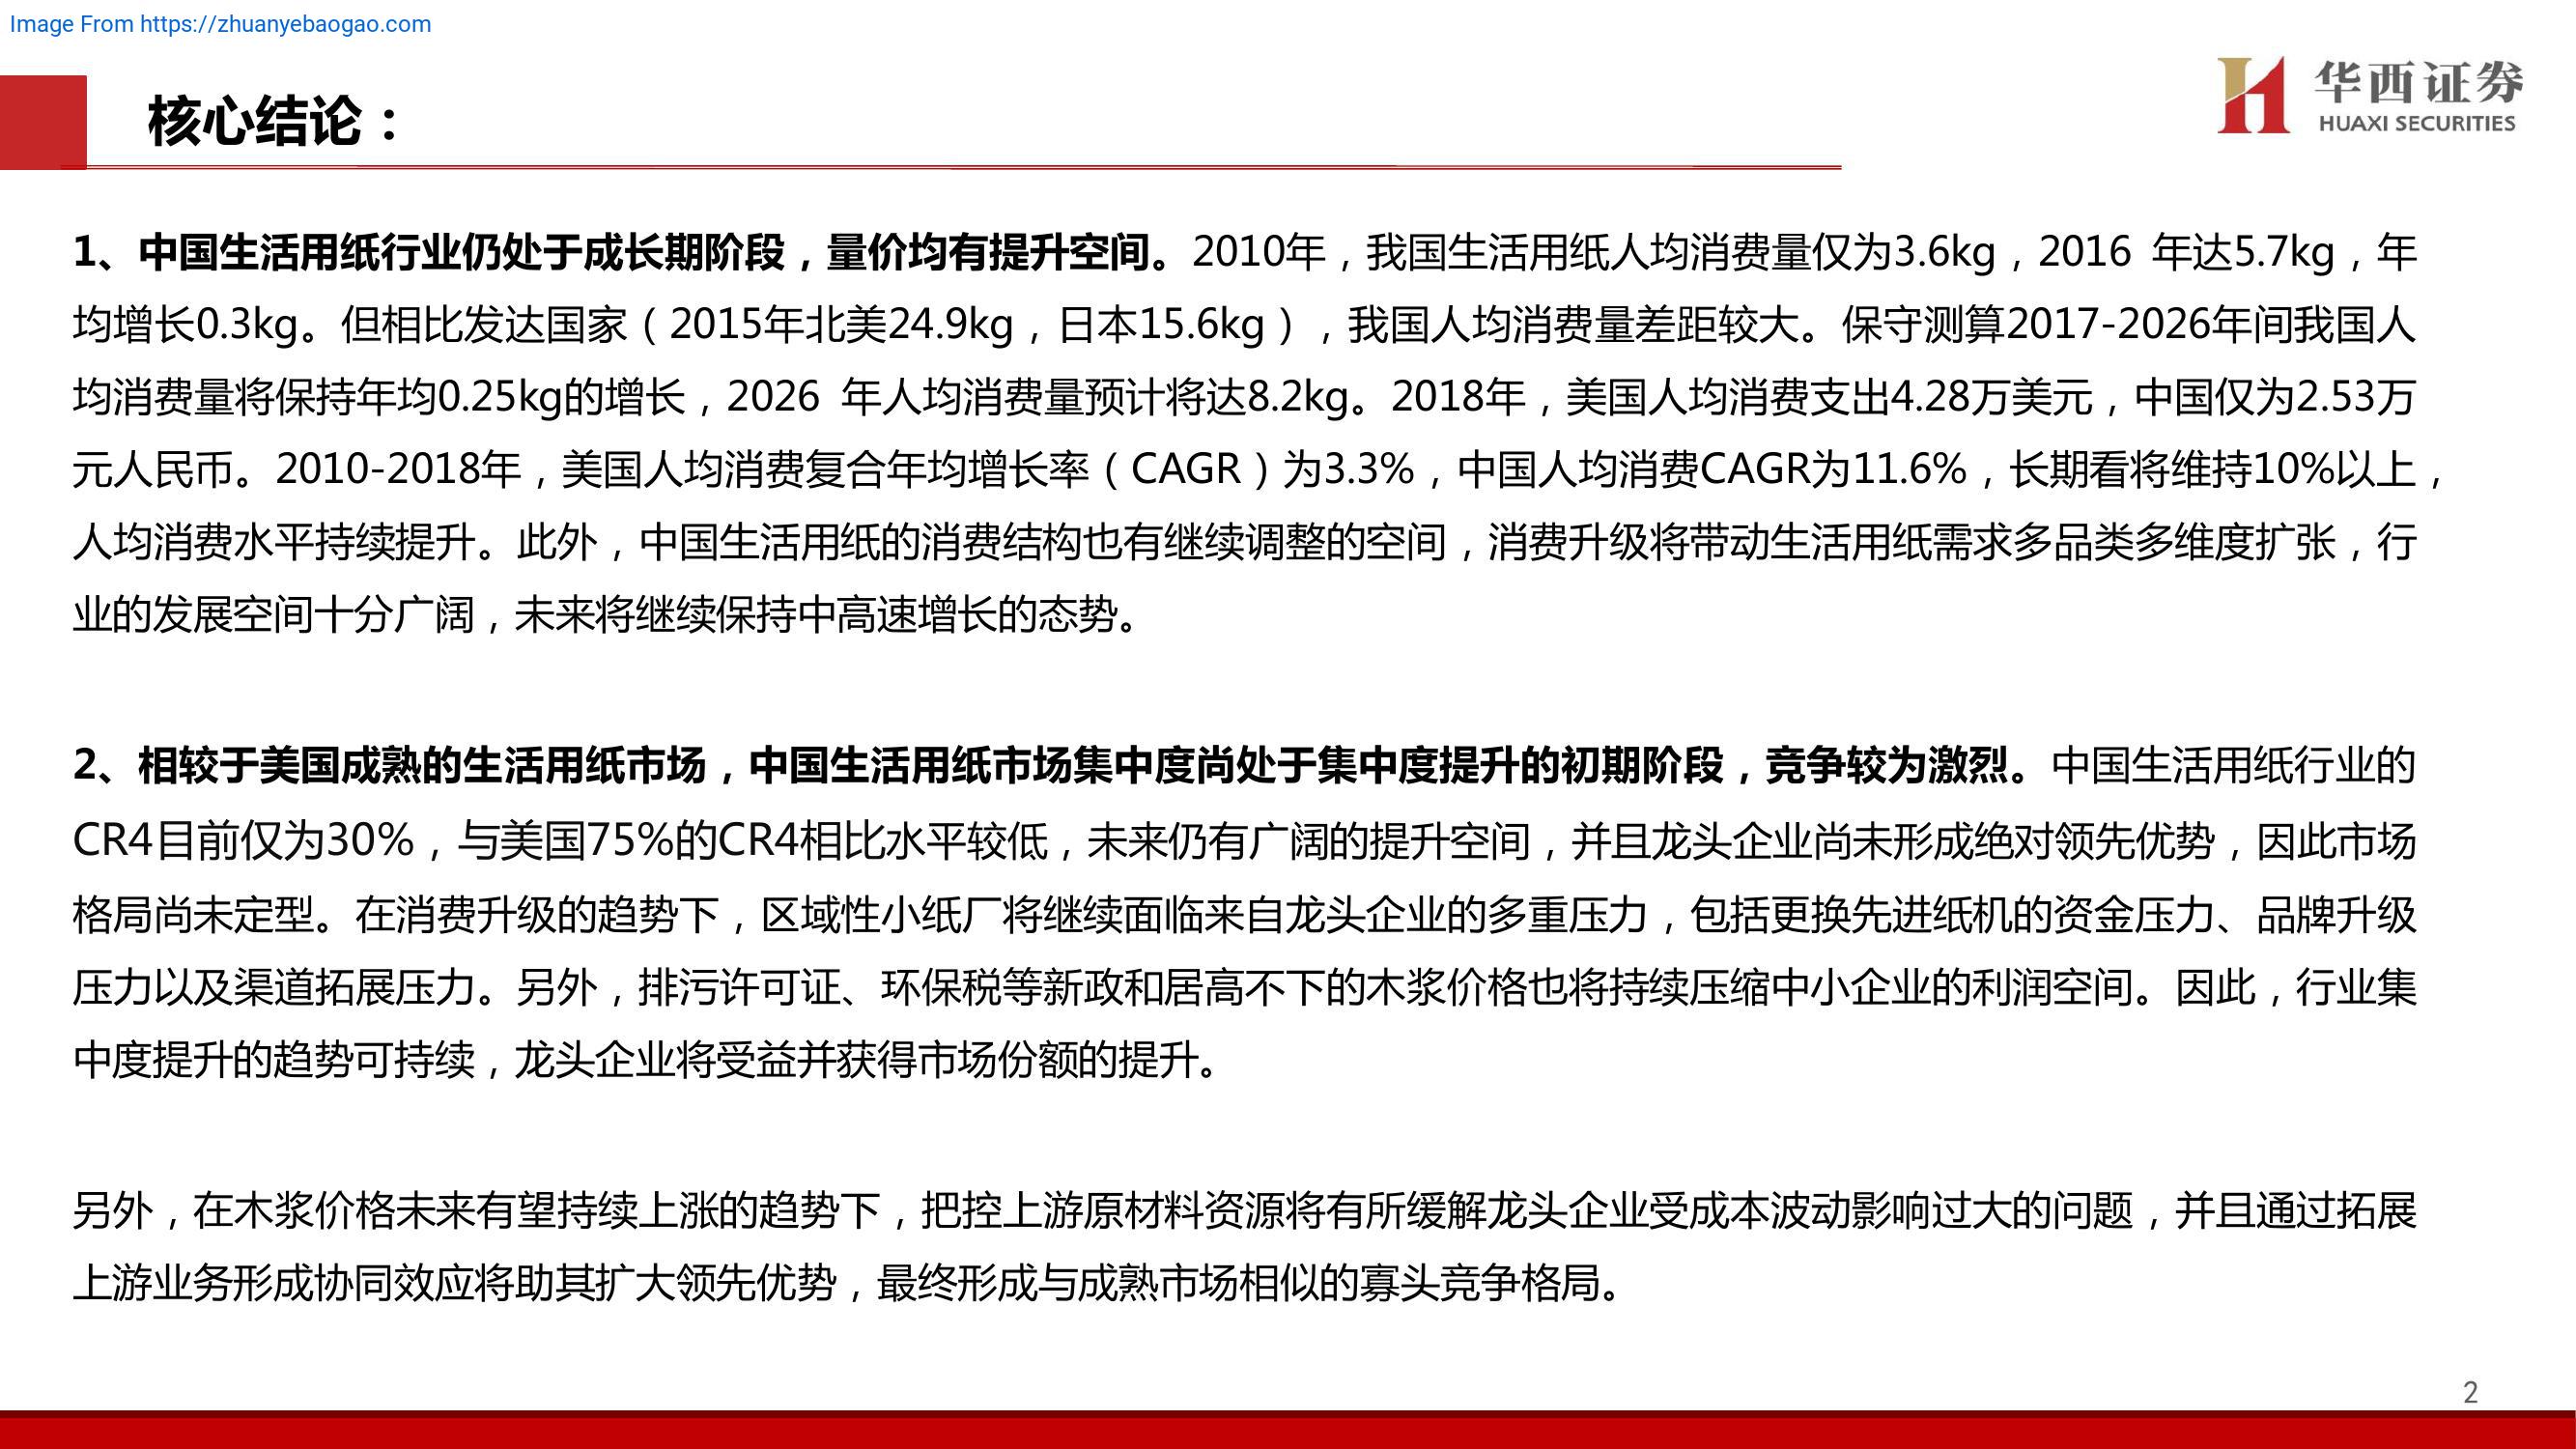 Image From https://zhuanyebaogao.com
华西证券
HUAXI SECURITIES
核心结论：
1、中国生活用纸行业仍处于成长期阶段，量价均有提升空间。2010年，我国生活用纸人均消费量仅为3.6kg，2016 年达5.7kg，年
均增长0.3kg。但相比发达国家（2015年北美24.9kg，日本15.6kg），我国人均消费量差距较大。保守测算2017-2026年间我国人
均消费量将保持年均0.25kg的增长，2026 年人均消费量预计将达8.2kg。2018年，美国人均消费支出4.28万美元，中国仅为2.53万
元人民币。2010-2018年，美国人均消费复合年均增长率（CAGR）为3.3%，中国人均消费CAGR为11.6%，长期看将维持10%以上，
人均消费水平持续提升。此外，中国生活用纸的消费结构也有继续调整的空间，消费升级将带动生活用纸需求多品类多维度扩张，行
业的发展空间十分广阔，未来将继续保持中高速增长的态势。
2、相较于美国成熟的生活用纸市场，中国生活用纸市场集中度尚处于集中度提升的初期阶段，竞争较为激烈。中国生活用纸行业的
CR4目前仅为30%，与美国75%的CR4相比水平较低，未来仍有广阔的提升空间，并且龙头企业尚未形成绝对领先优势，因此市场
格局尚未定型。在消费升级的趋势下，区域性小纸厂将继续面临来自龙头企业的多重压力，包括更换先进纸机的资金压力、品牌升级
压力以及渠道拓展压力。另外，排污许可证、环保税等新政和居高不下的木浆价格也将持续压缩中小企业的利润空间。因此，行业集
中度提升的趋势可持续，龙头企业将受益并获得市场份额的提升。
另外，在木浆价格未来有望持续上涨的趋势下，把控上游原材料资源将有所缓解龙头企业受成本波动影响过大的问题，并且通过拓展
上游业务形成协同效应将助其扩大领先优势，最终形成与成熟市场相似的寡头竞争格局。
2